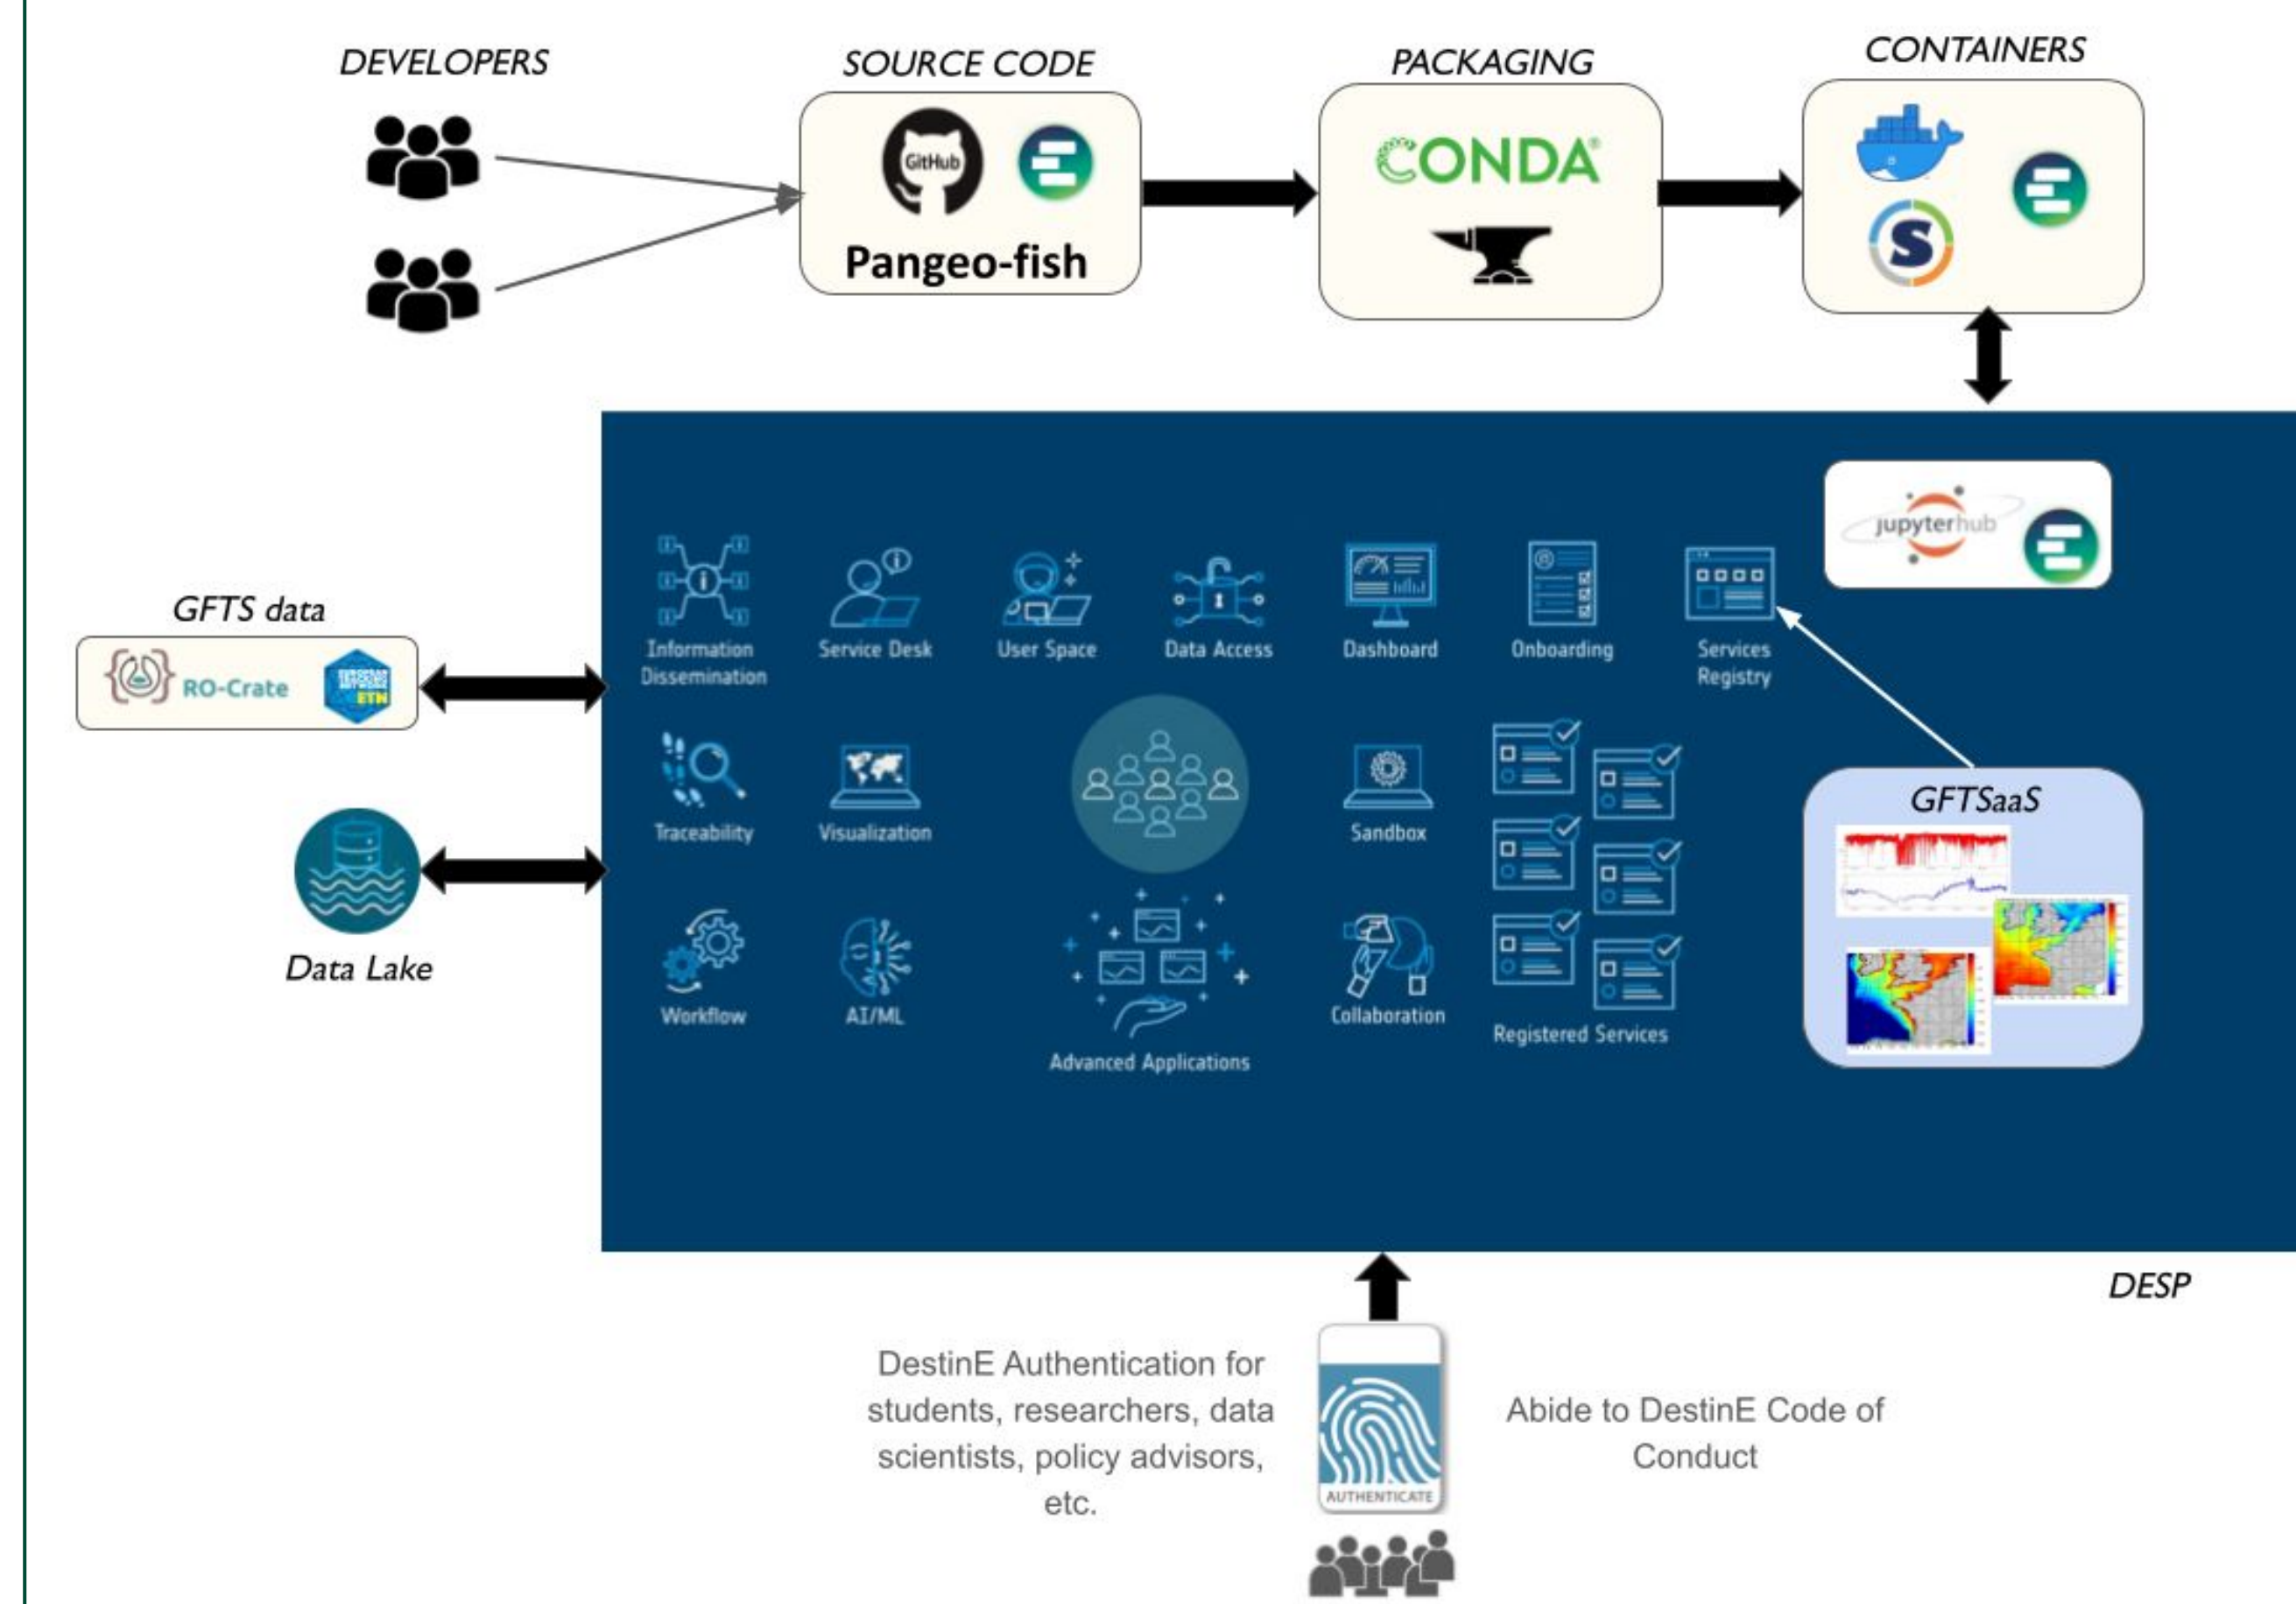 DEVELOPERS
SOURCE CODE
PACKAGING
CONTAINERS
GitHub
Pangeo-fish
CONDA®
S
jupyterhub
GFTS data
RO-Crate
ETN
Data Lake
Information
Dissemination
Service Desk
User Space
Data Access
Dashboard
Onboarding
Services
Registry
Traceability
Visualization
Sandbox
GFTSaaS
Workflow
AI/ML
Advanced Applications
Collaboration
Registered Services
DESP
DestinE Authentication for
students, researchers, data
scientists, policy advisors,
etc.
AUTHENTICATE
Abide to DestinE Code of
Conduct